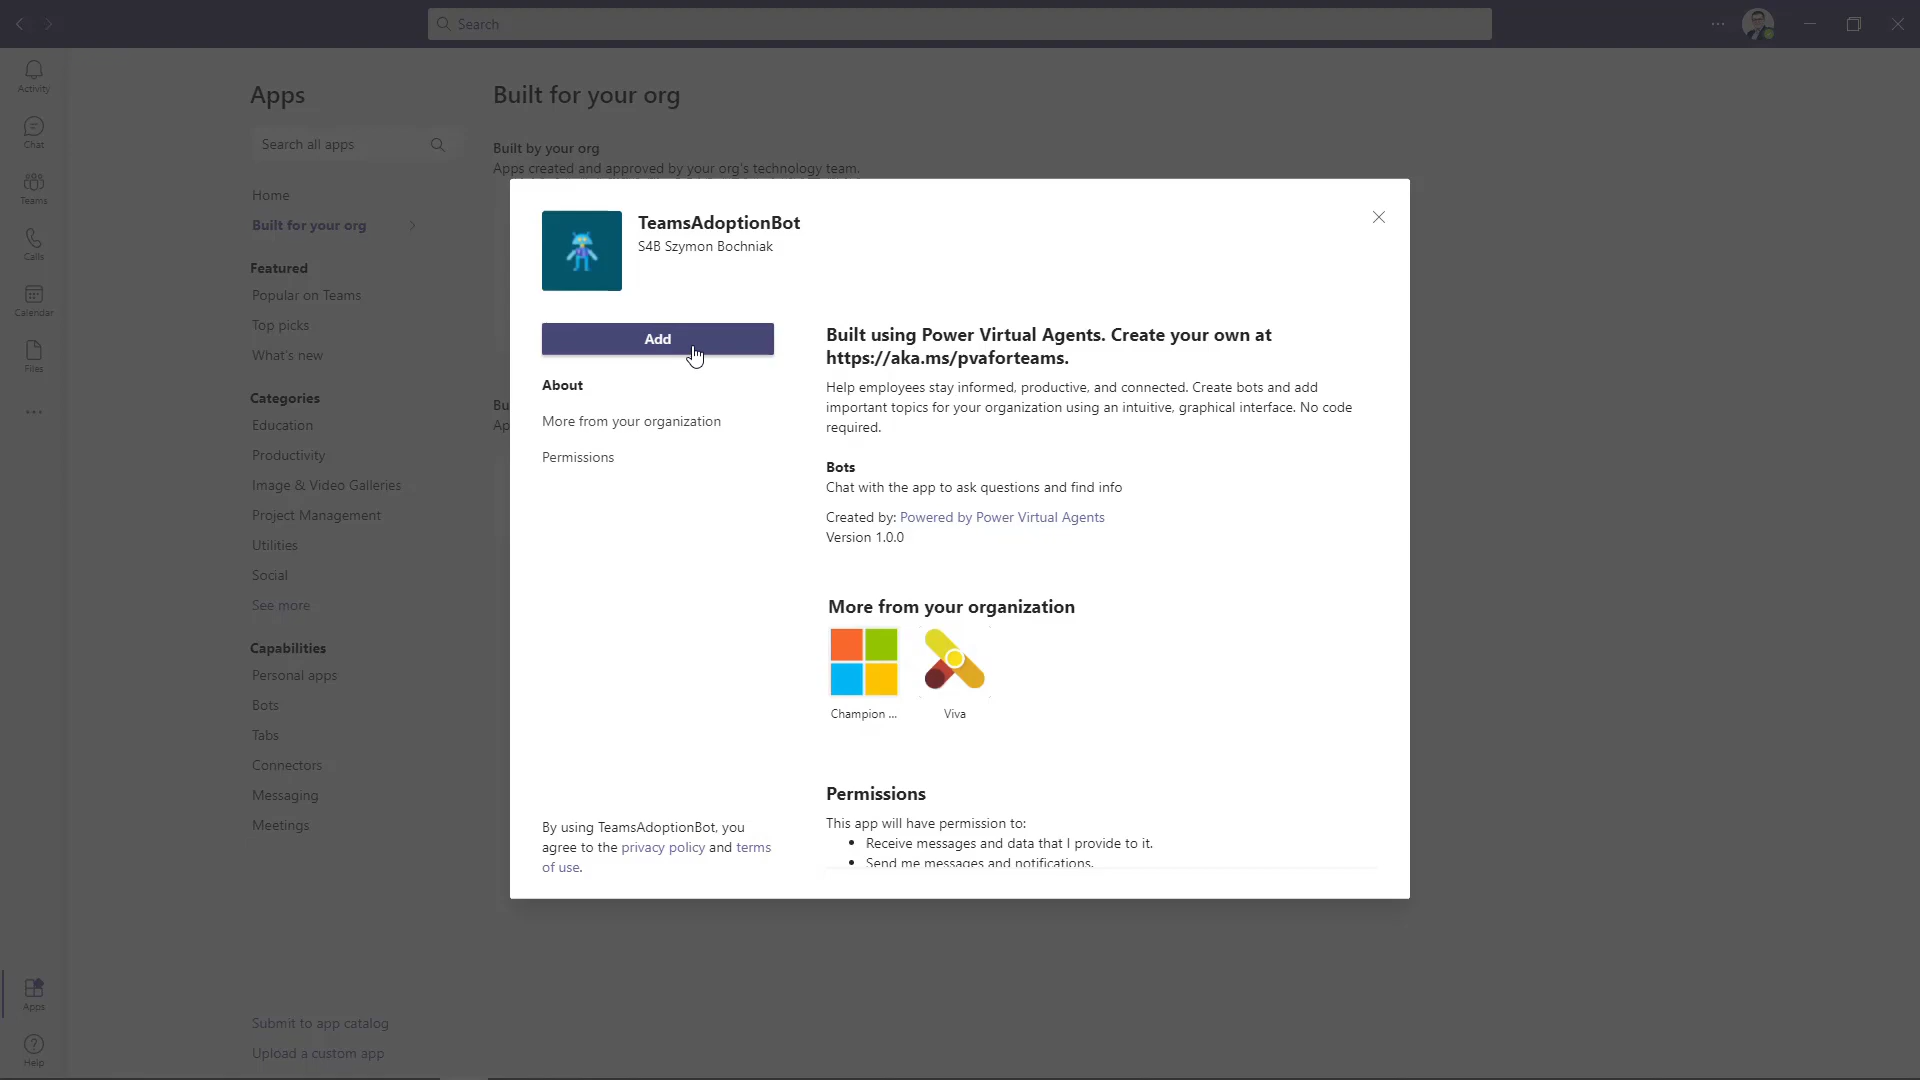 Search
Activity
Chat
Teams
Calls
Calendar
Files
Apps
Help
Apps
Search all apps
Home
Built for your org
Featured
Popular on Teams
Top picks
What's new
Categories
Education
Productivity
Image & Video Galleries
Project Management
Utilities
Social
See more
Capabilities
Personal apps
Bots
Tabs
Connectors
Messaging
Meetings
Submit to app catalog
Upload a custom app
Built for your org
Built by your org
Apps created and approved by your org's technology team.
Bu
Ap
TeamsAdoptionBot
S4B Szymon Bochniak
Add
About
More from your organization
Permissions
By using TeamsAdoptionBot, you
agree to the privacy policy and terms
of use.
Built using Power Virtual Agents. Create your own at
https://aka.ms/pvaforteams.
Help employees stay informed, productive, and connected. Create bots and add
important topics for your organization using an intuitive, graphical interface. No code
required.
Bots
Chat with the app to ask questions and find info
Created by: Powered by Power Virtual Agents
Version 1.0.0
More from your organization
Champion ...
Viva
Permissions
This app will have permission to:
• Receive messages and data that I provide to it.
• Send me messages and notifications.